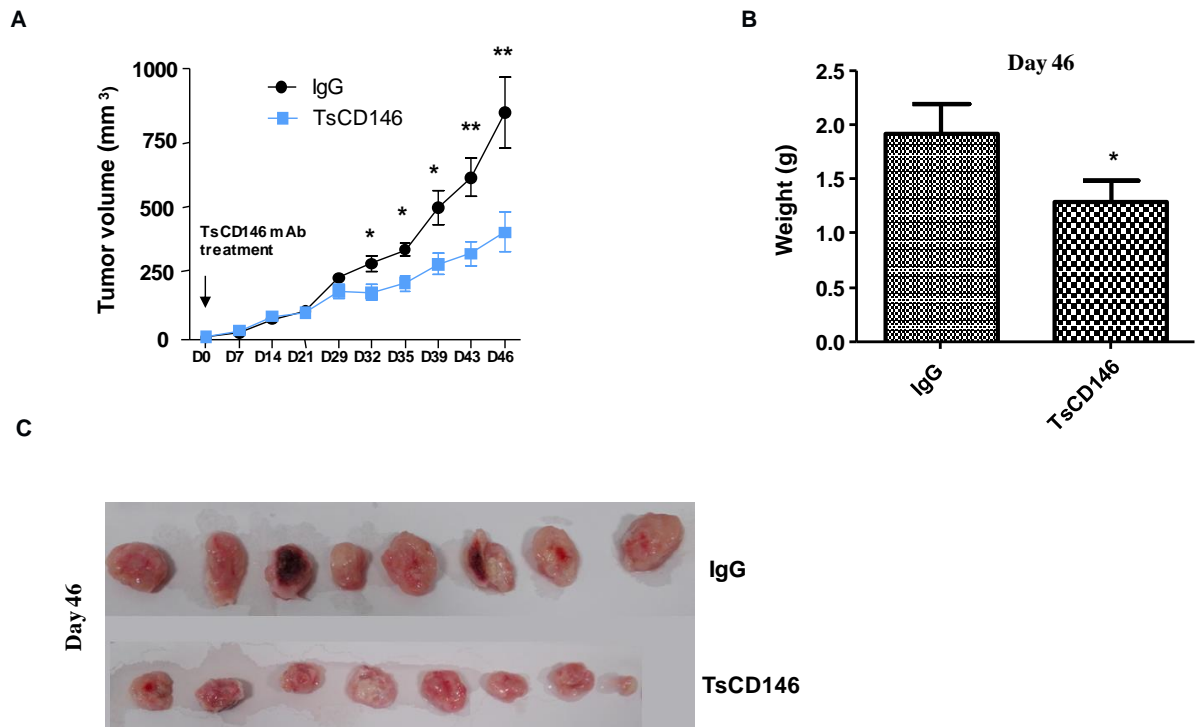 A
Tumor volume (mm 3)
1000
750
500
250
0
IgG
TsCD146
TsCD146 mAb
treatment
*
*
*
**
**
D0 D7 D14 D21 D29 D32 D35 D39 D43 D46
B
Day 46
Weight (g)
2.5
2.0
1.5
1.0
0.5
0.0
*
IgG
TsCD146
C
Day 46
IgG
TsCD146